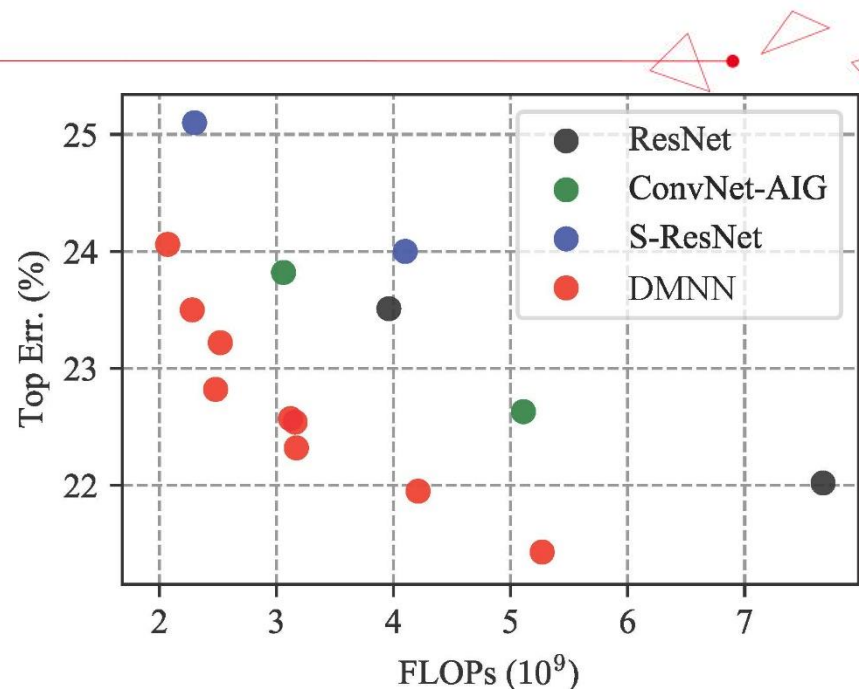 25
24
23
22
Top Err. (%)
ResNet
ConvNet-AIG
S-ResNet
DMNN
2 3 4 5 6 7
FLOPs (10⁹)